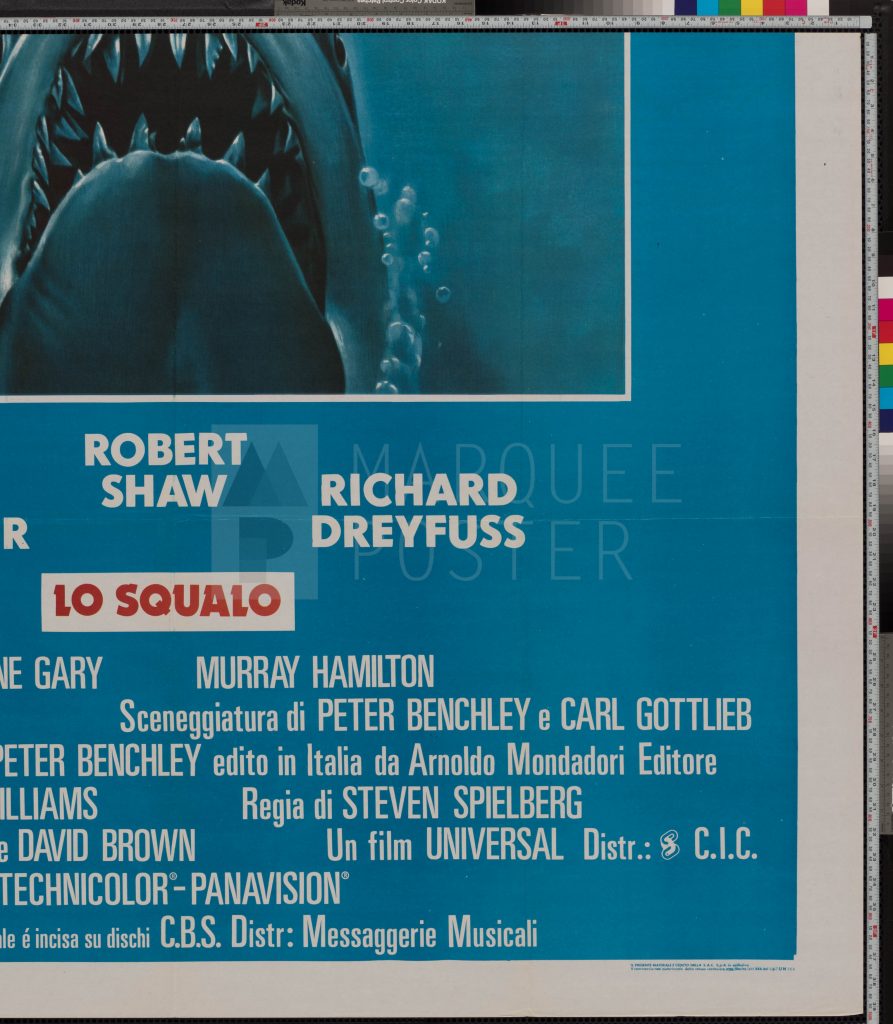 ROBERT
SHAW
RICHARD
DREYFUSS
R
MARQUEE
POSTER
LO SQUALO
NE GARY MURRAY HAMILTON
Sceneggiatura di PETER BENCHLEY e CARL GOTTLIEB
PETER BENCHLEY edito in Italia da Arnoldo Mondadori Editore
ILLIAMS Regia di STEVEN SPIELBERG
e DAVID BROWN Un film UNIVERSAL Distr.: C.I.C.
TECHNICOLOR®-PANAVISION®
ale é incisa su dischi C.B.S. Distr: Messaggerie Musicali